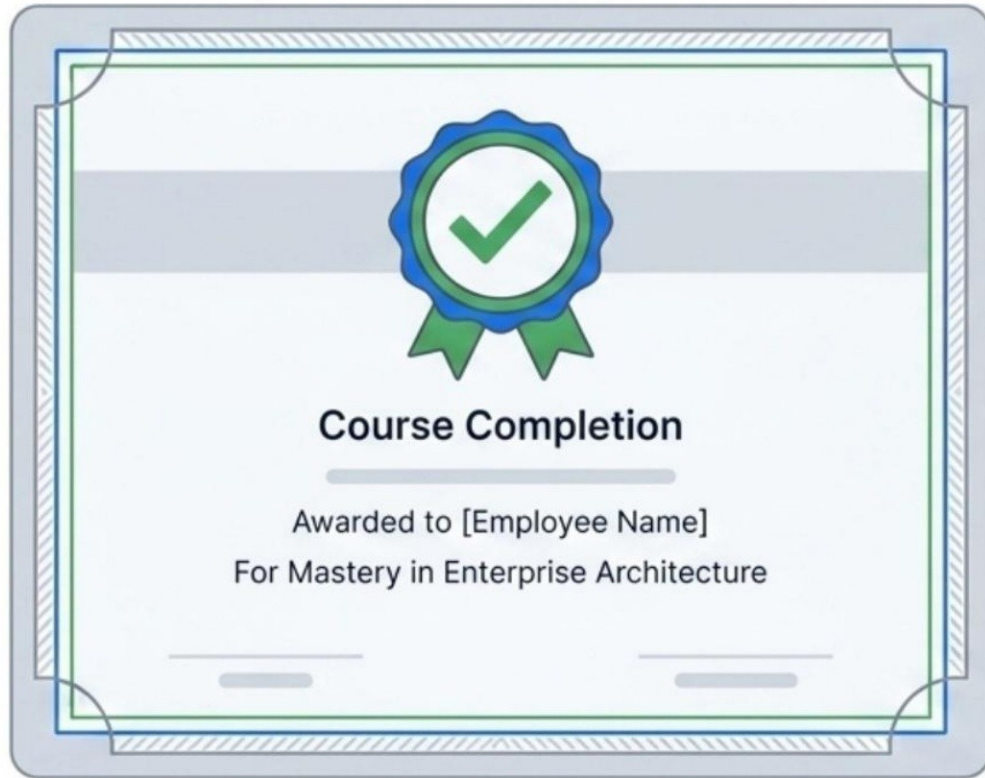 Course Completion
Awarded to [Employee Name]
For Mastery in Enterprise Architecture